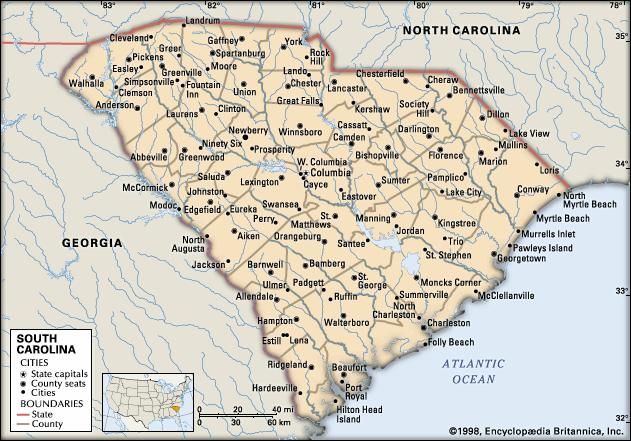 83°
82°
81°
80°
79°
35°
34°
33°
32°
NORTH CAROLINA
GEORGIA
ATLANTIC
OCEAN
Landrum
Cleveland
Gaffney
York
Greer
Spartanburg
Rock
Hill
Pickens
Easley
Greenville
Moore
Lando
Chesterfield
Cheraw
Walhalla
Simpsonville
Fountain
Inn
Union
Chester
Lancaster
Bennettsville
Clemson
Great Falls
Kershaw
Society
Hill
Anderson
Laurens
Clinton
Dillon
Newberry
Winnsboro
Camden
Cassatt
Darlington
Lake View
Mullins
Abbeville
Ninety Six
Greenwood
Prosperity
W. Columbia
Columbia
Cayce
Bishopville
Florence
Marion
Loris
McCormick
Saluda
Lexington
Sumter
Pamplico
Johnston
Eastover
Lake City
Conway
North
Myrtle Beach
Modoc
Edgefield
Eureka
Swansea
St.
Matthews
Manning
Kingstree
Myrtle Beach
Perry
Jordan
Murrells Inlet
North
Augusta
Aiken
Orangeburg
Santee
Trio
Pawleys Island
Georgetown
St. Stephen
Jackson
Barnwell
Bamberg
Ulmer
Padgett
St.
George
Moncks Corner
McClellanville
Allendale
Ruffin
Summerville
North
Charleston
Hampton
Walterboro
Charleston
Estill
Lena
Folly Beach
Ridgeland
Beaufort
Port
Royal
Hardeeville
Hilton Head
Island
SOUTH
CAROLINA
CITIES
State capitals
County seats
Cities
BOUNDARIES
State
County
0 20 40 mi
0 30 60 km
©1998, Encyclopædia Britannica, Inc.